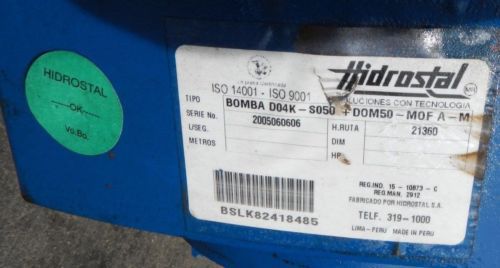 HIDROSTAL
OK
Vo.Bo.
Hidrostal
MR
ISO 14001 - ISO 9001
SOLUCIONES CON TECNOLOGIA
TIPO BOMBA D04K-S050 +DOM50-MOF A-M
SERIE No. 2005060606 H.RUTA 21360
L/SEG. DIM
METROS HP
REG.IND. 15-10873-C
REG.MAN. 2912
FABRICADO POR HIDROSTAL S.A.
BSLK82418485 TELF. 319-1000
LIMA-PERU MADE IN PERU